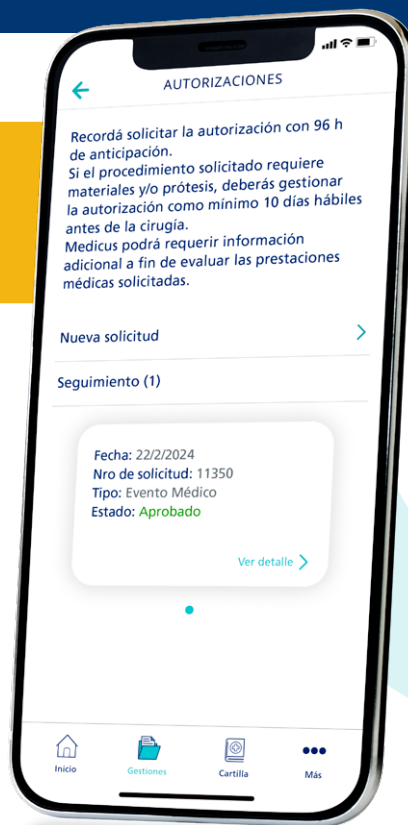 AUTORIZACIONES
Recordá solicitar la autorización con 96 h
de anticipación.
Si el procedimiento solicitado requiere
materiales y/o prótesis, deberás gestionar
la autorización como mínimo 10 días hábiles
antes de la cirugía.
Medicus podrá requerir información
adicional a fin de evaluar las prestaciones
médicas solicitadas.
Nueva solicitud
Seguimiento (1)
Fecha: 22/2/2024
Nro de solicitud: 11350
Tipo: Evento Médico
Estado: Aprobado
Ver detalle
Inicio
Gestiones
Cartilla
Más